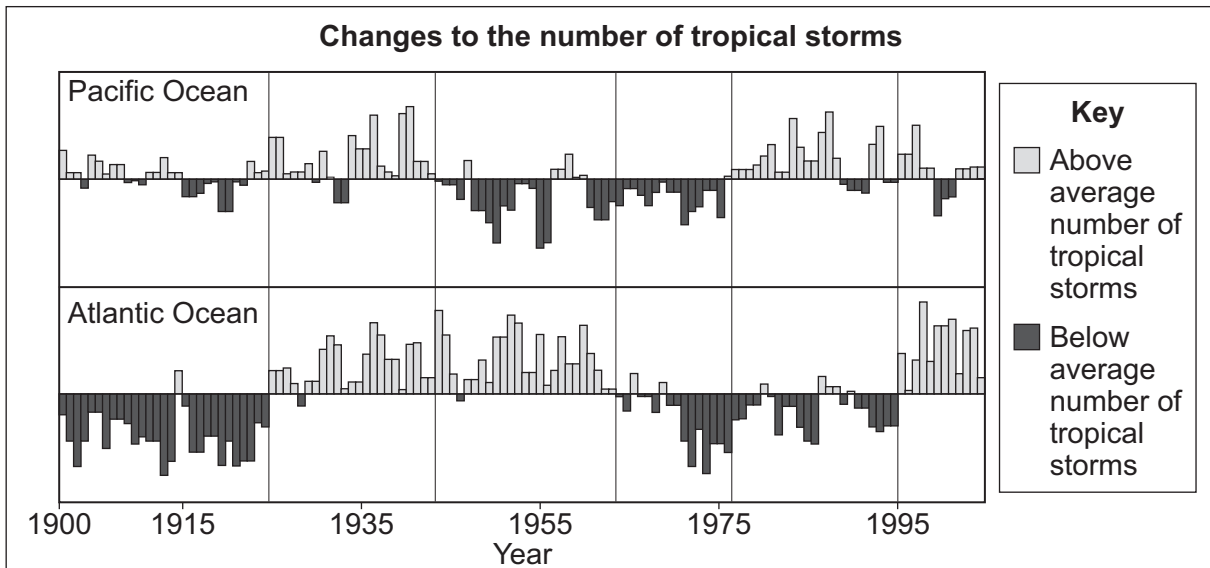 Changes to the number of tropical storms
Pacific Ocean
Atlantic Ocean
1900 1915 1935 1955 1975 1995
Year
Key
Above
average
number of
tropical
storms
Below
average
number of
tropical
storms